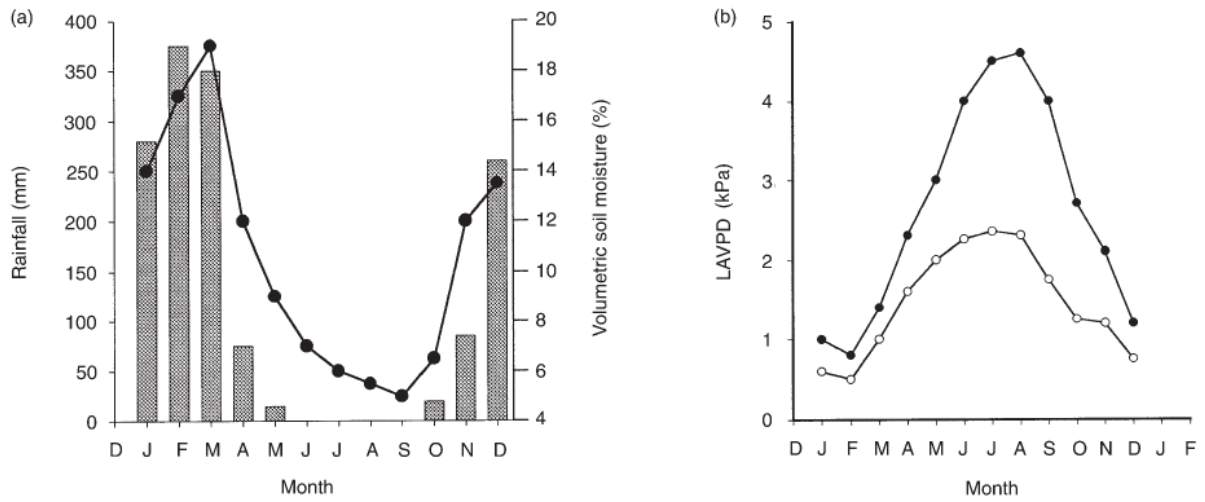 (a)
400
350
300
250
200
150
100
50
0
Rainfall (mm)
20
18
16
14
12
10
8
6
4
Volumetric soil moisture (%)
D J F M A M J J A S O N D
Month
(b)
5
4
3
2
1
0
LAVPD (kPa)
D J F M A M J J A S O N D J F
Month